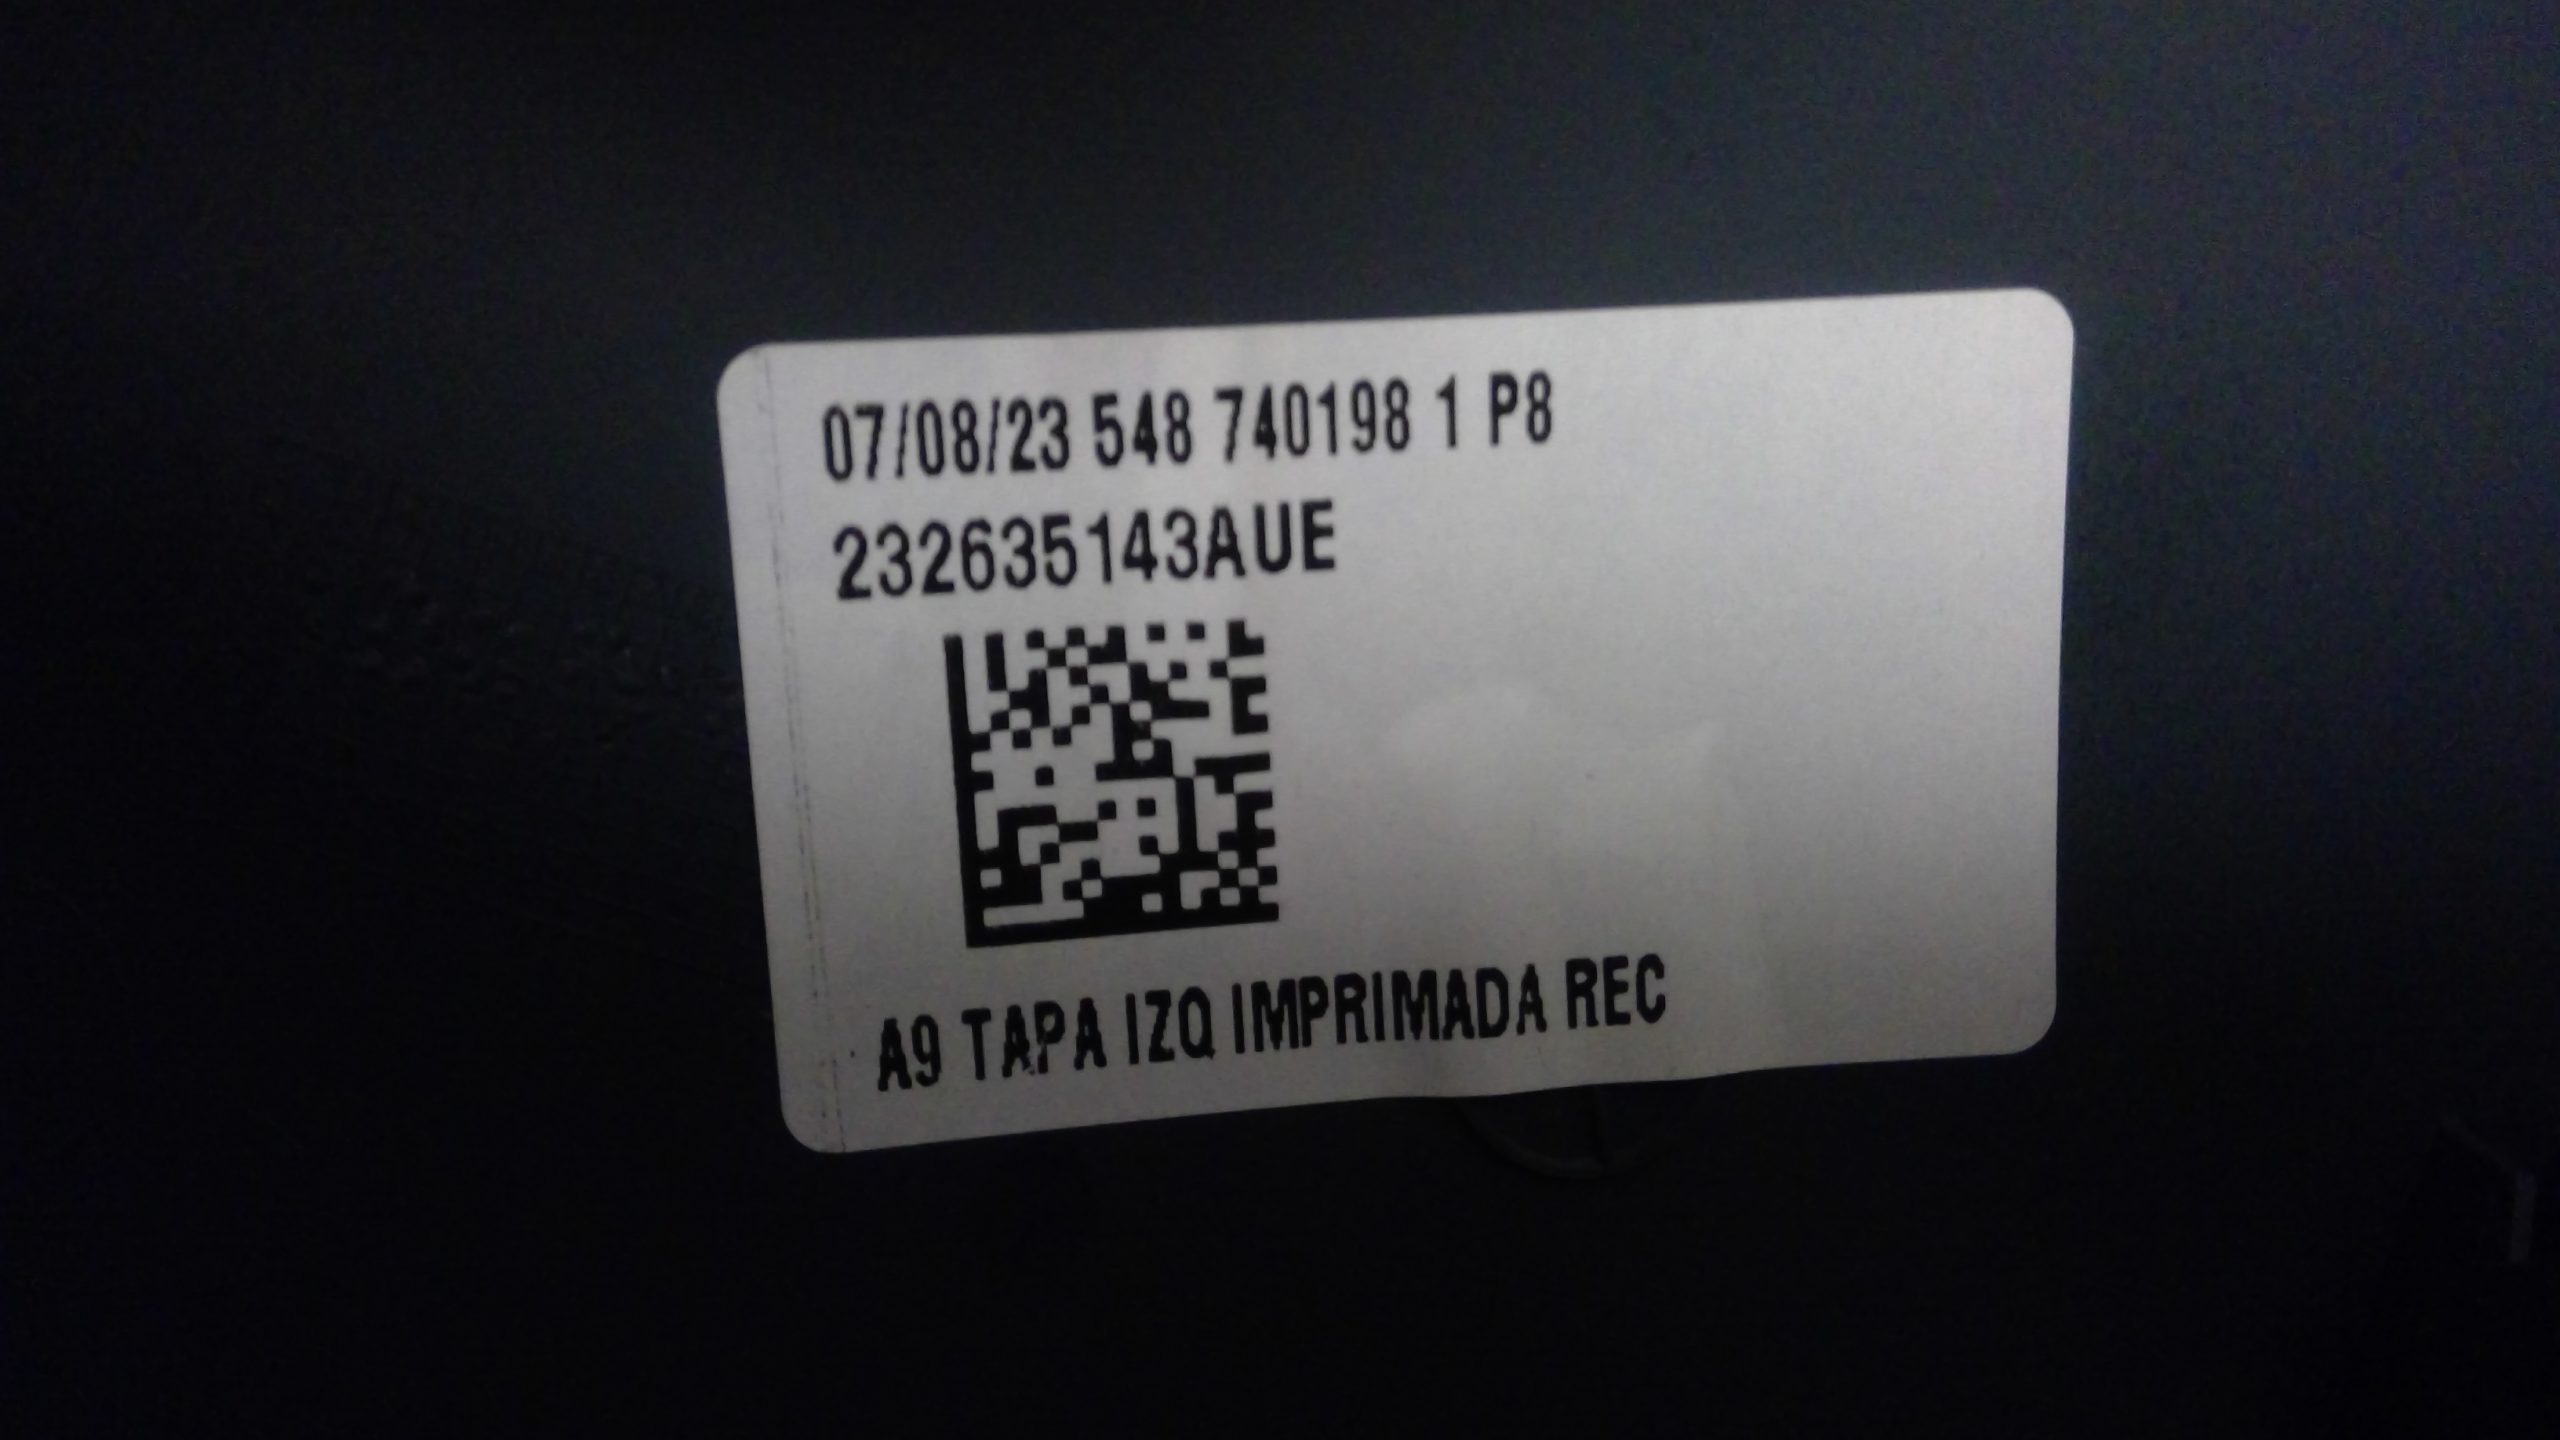 07/08/23 548 740198 1 P8
232635143AUE
A9 TAPA IZQ IMPRIMADA REC